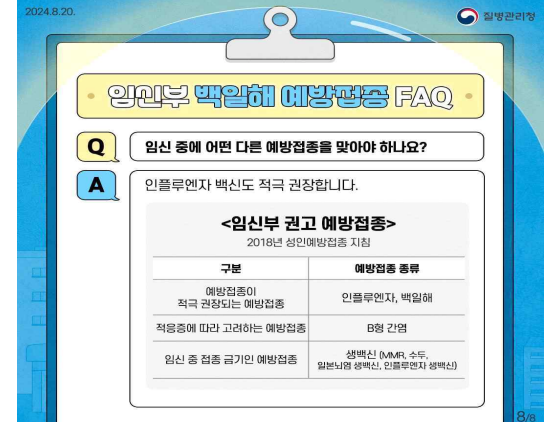 2024.8.20.
질병관리청
임신부 백일해 예방접종 FAQ
Q
임신 중에 어떤 다른 예방접종을 맞아야 하나요?
A
인플루엔자 백신도 적극 권장합니다.
<임신부 권고 예방접종>
2018년 성인예방접종 지침
구분 예방접종 종류
예방접종이
적극 권장되는 예방접종
인플루엔자, 백일해
적응증에 따라 고려하는 예방접종 B형 간염
임신 중 접종 금기인 예방접종
생백신 (MMR, 수두,
일본뇌염 생백신, 인플루엔자 생백신)
8/8